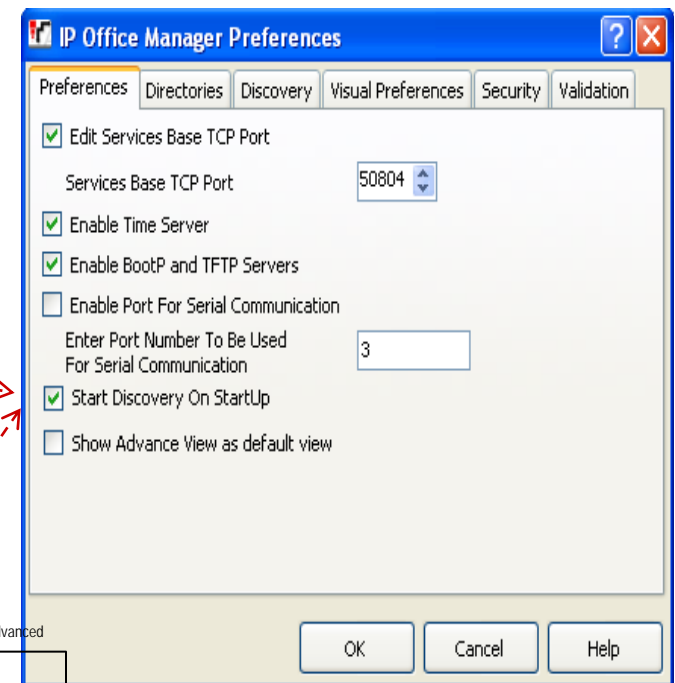 IP Office Manager Preferences
Preferences Directories Discovery Visual Preferences Security Validation
Edit Services Base TCP Port
Services Base TCP Port 50804
Enable Time Server
Enable BootP and TFTP Servers
Enable Port For Serial Communication
Enter Port Number To Be Used
For Serial Communication
3
Start Discovery On StartUp
Show Advance View as default view
OK Cancel Help